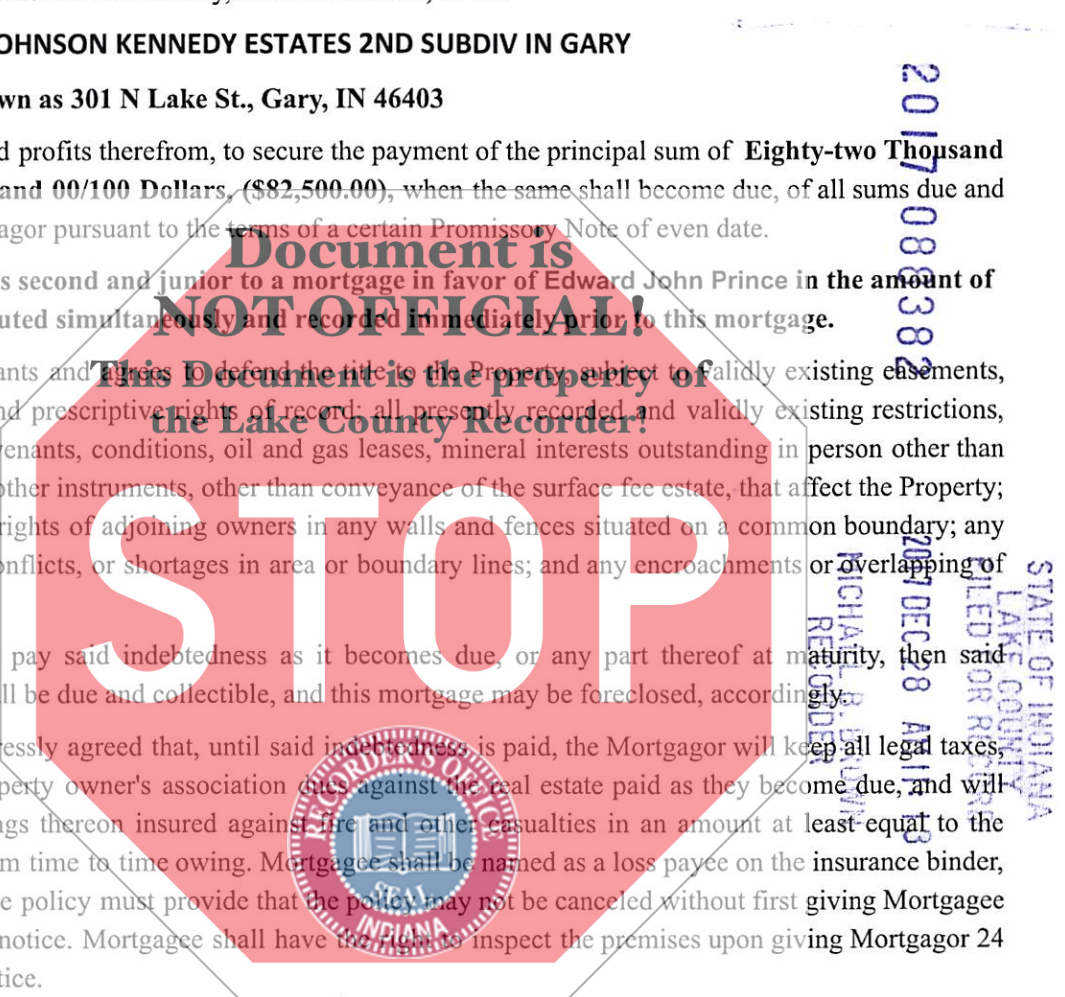 OHNSON KENNEDY ESTATES 2ND SUBDIV IN GARY
wn as 301 N Lake St., Gary, IN 46403
d profits therefrom, to secure the payment of the principal sum of Eighty-two Thousand
and 00/100 Dollars, ($82,500.00), when the same shall become due, of all sums due and
agor pursuant to the terms of a certain Promissory Note of even date.
s second and junior to a mortgage in favor of Edward John Prince in the amount of
uted simultaneously and recorded immediately prior to this mortgage.
ants and agrees to defend the title to the Property, subject to validly existing easements,
nd prescriptive rights of record; all presently recorded and validly existing restrictions,
venants, conditions, oil and gas leases, mineral interests outstanding in person other than
other instruments, other than conveyance of the surface fee estate, that affect the Property;
rights of adjoining owners in any walls and fences situated on a common boundary; any
onflicts, or shortages in area or boundary lines; and any encroachments or overlapping of
pay said indebtedness as it becomes due, or any part thereof at maturity, then said
ll be due and collectible, and this mortgage may be foreclosed, accordingly.
ressly agreed that, until said indebtedness is paid, the Mortgagor will keep all legal taxes,
perty owner's association dues against the real estate paid as they become due, and will
ngs thereon insured against fire and other casualties in an amount at least equal to the
m time to time owing. Mortgagee shall be named as a loss payee on the insurance binder,
e policy must provide that the policy may not be canceled without first giving Mortgagee
notice. Mortgagee shall have the right to inspect the premises upon giving Mortgagor 24
tice.
Document is
NOT OFFICIAL!
This Document is the property of
the Lake County Recorder!
STOP
RECORDER'S OFFICE
SEAL
INDIANA
2017 088382
STATE OF INDIANA
LAKE COUNTY
FILED FOR RECORD
2017 DEC 28 AM 11: 13
MICHAEL B. BROWN
RECORDER